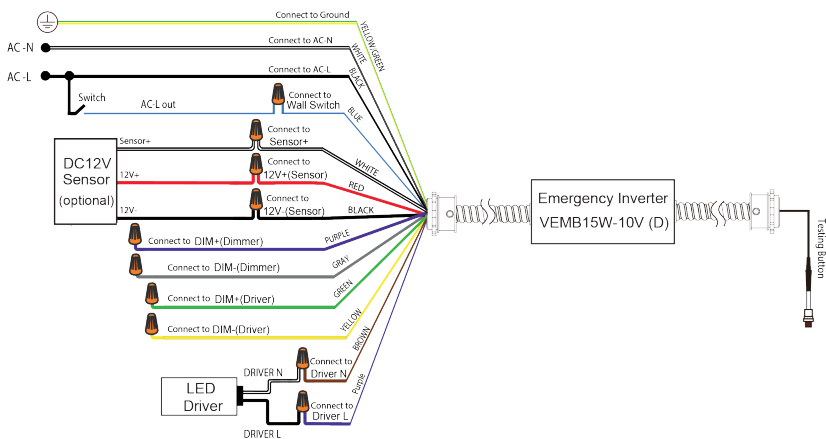 Connect to Ground
YELLOW/GREEN
AC-N
Connect to AC-N
WHITE
AC-L
Connect to AC-L
BLACK
Switch
AC-L out
Connect to
Wall Switch
BLUE
DC12V
Sensor
(optional)
Sensor+
Connect to
Sensor+
WHITE
12V+
Connect to
12V+(Sensor)
RED
12V-
Connect to
12V-(Sensor)
BLACK
Connect to DIM+(Dimmer)
PURPLE
Connect to DIM-(Dimmer)
GRAY
Connect to DIM+(Driver)
GREEN
Connect to DIM-(Driver)
YELLOW
LED
Driver
DRIVER N
Connect to
Driver N
BROWN
DRIVER L
Connect to
Driver L
Purple
Emergency Inverter
VEMB15W-10V (D)
Testing Button